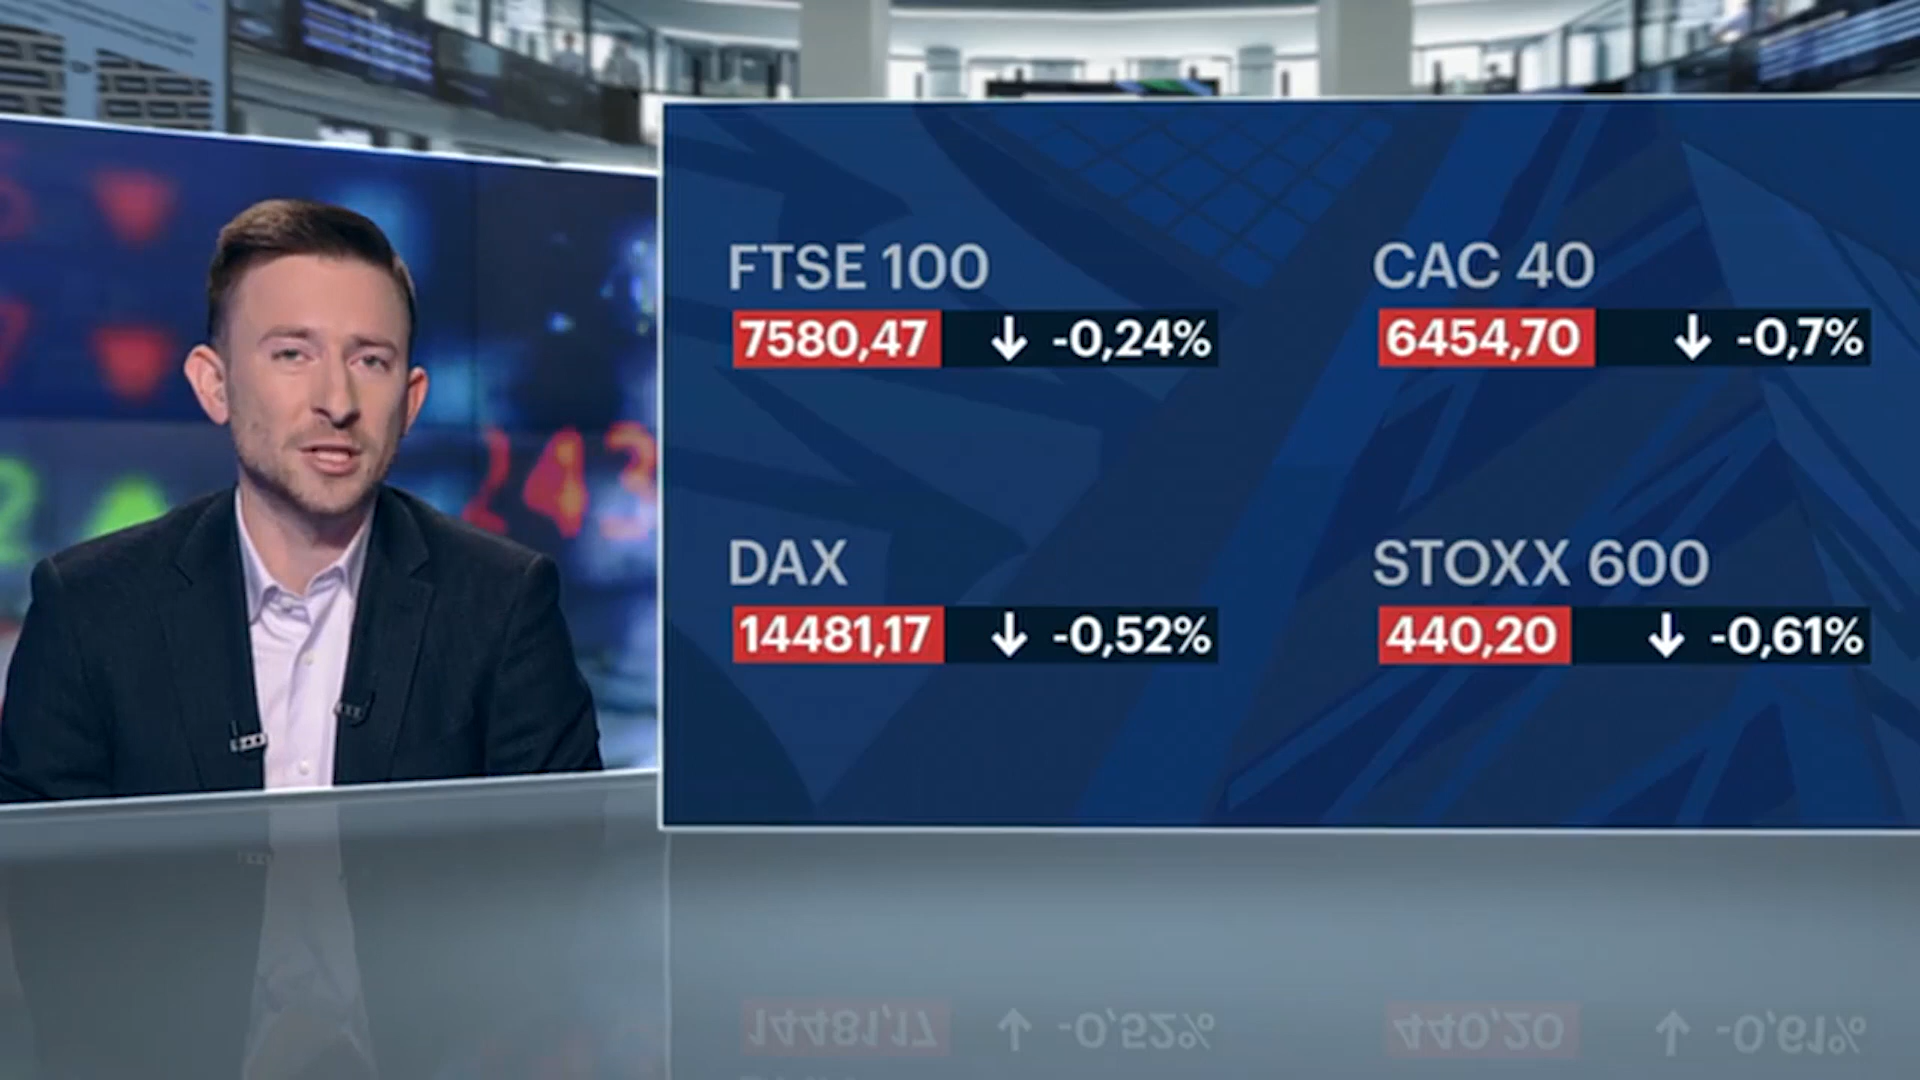 FTSE 100
7580,47 ↓ -0,24%
CAC 40
6454,70 ↓ -0,7%
DAX
14481,17 ↓ -0,52%
STOXX 600
440,20 ↓ -0,61%
243